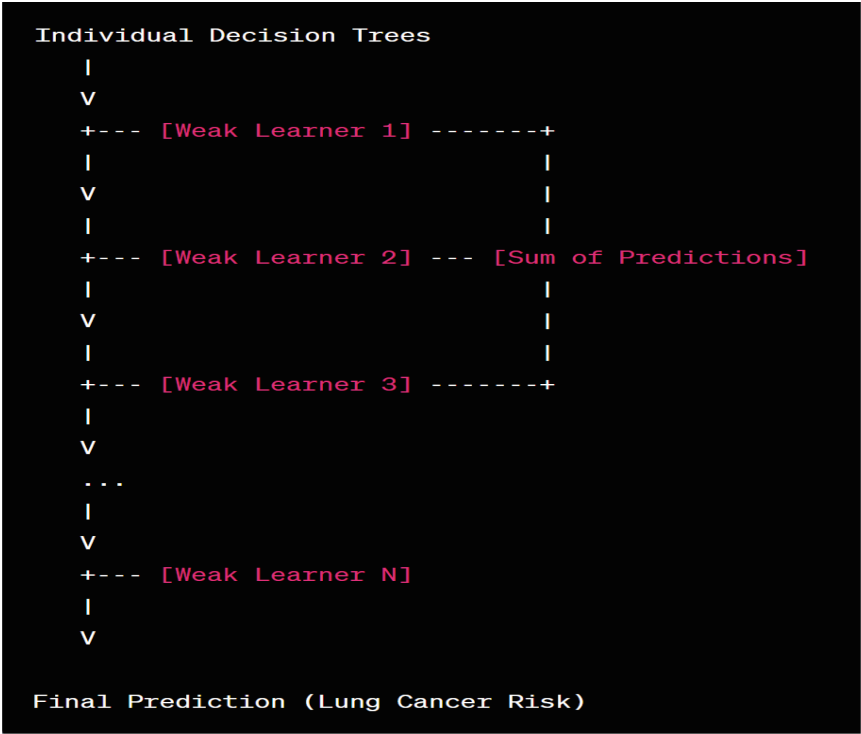 Individual Decision Trees
|
V
+--- [Weak Learner 1] -------+
|                            |
V                            |
|                            |
+--- [Weak Learner 2] --- [Sum of Predictions]
|                            |
V                            |
|                            |
+--- [Weak Learner 3] -------+
|
V
...
|
V
+--- [Weak Learner N]
|
V
Final Prediction (Lung Cancer Risk)